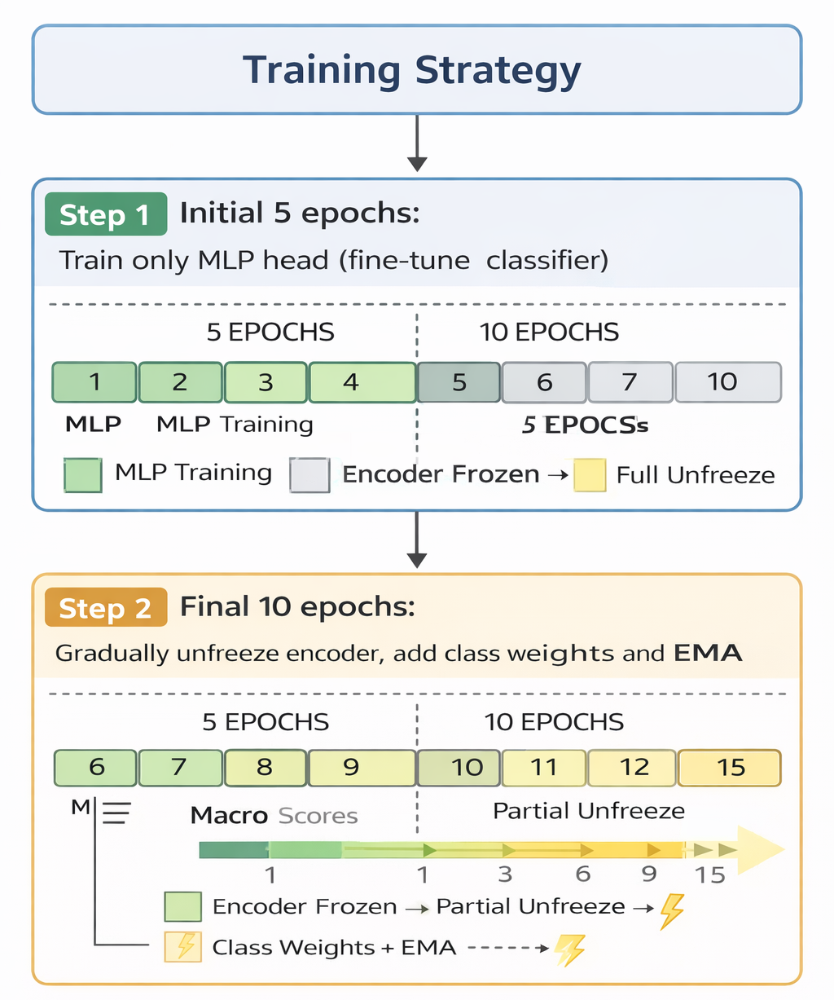 Training Strategy
Step 1 Initial 5 epochs:
Train only MLP head (fine-tune classifier)
5 EPOCHS 10 EPOCHS
1 2 3 4 5 6 7 10
MLP MLP Training 5 EPOCSs
MLP Training Encoder Frozen → Full Unfreeze
Step 2 Final 10 epochs:
Gradually unfreeze encoder, add class weights and EMA
5 EPOCHS 10 EPOCHS
6 7 8 9 10 11 12 15
M Macro Scores Partial Unfreeze
1 1 3 6 9 15
Encoder Frozen → Partial Unfreeze →
Class Weights + EMA